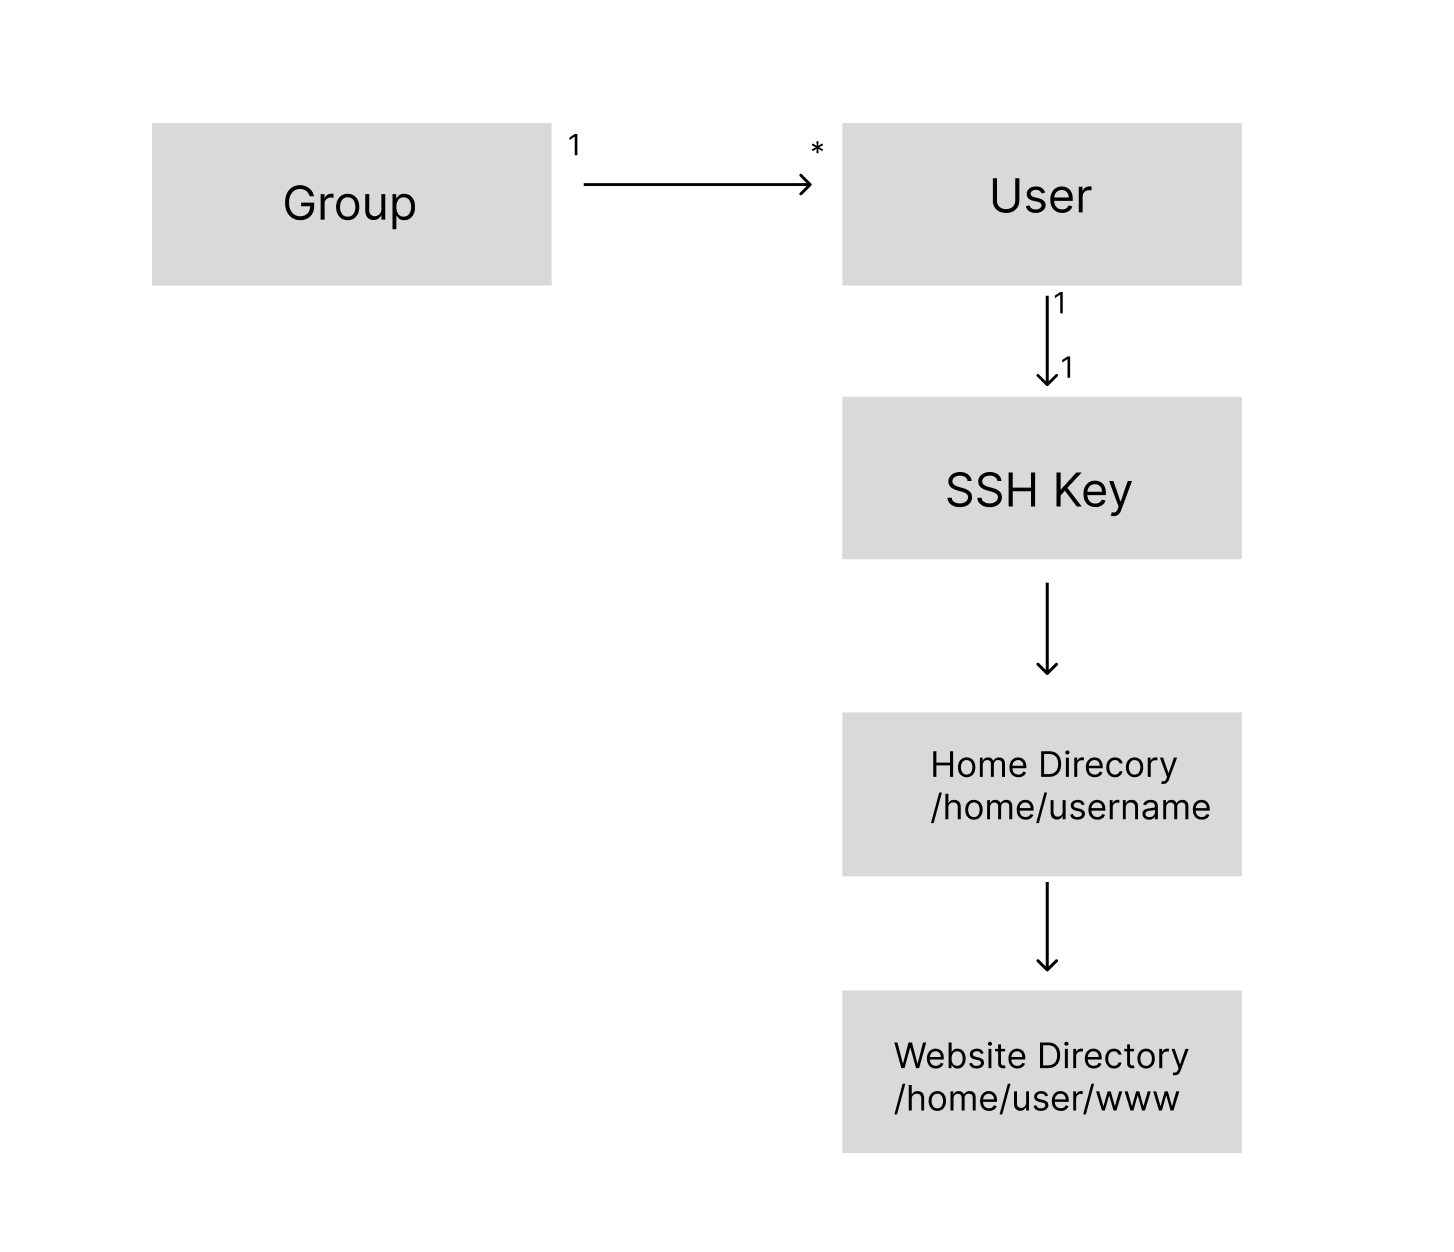 Group
1
*
User
1
1
SSH Key
Home Direcory
/home/username
Website Directory
/home/user/www